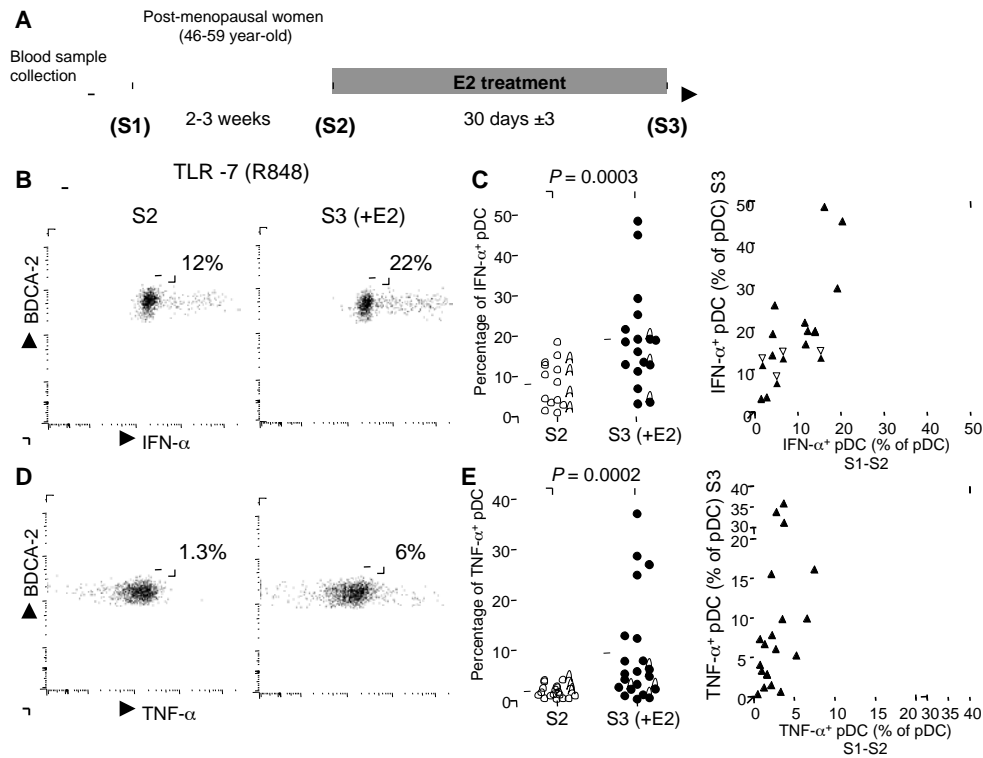 A
Post-menopausal women
(46-59 year-old)
Blood sample
collection
E2 treatment
(S1)
2-3 weeks
(S2)
30 days ±3
(S3)
B
TLR -7 (R848)
S2
S3 (+E2)
BDCA-2
12%
22%
IFN-α
C
P = 0.0003
Percentage of IFN-α+ pDC
50
40
30
20
10
0
S2
S3 (+E2)
IFN-α+ pDC (% of pDC) S3
50
40
30
20
10
0
0 10 20 30 40 50
IFN-α+ pDC (% of pDC)
S1-S2
D
BDCA-2
1.3%
6%
TNF-α
E
P = 0.0002
Percentage of TNF-α+ pDC
40
30
20
10
0
S2
S3 (+E2)
TNF-α+ pDC (% of pDC) S3
40
35
30
20
15
10
5
0
0 5 10 15 20 30 35 40
TNF-α+ pDC (% of pDC)
S1-S2